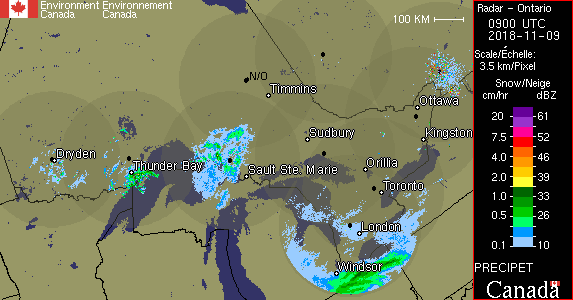 Environment Environnement
Canada Canada
Radar - Ontario
0900 UTC
2018-11-09
100 KM
Scale/Échelle:
3.5 km/Pixel
Snow/Neige
cm/hr dBZ
20 61
7.5 52
4.0 46
2.0 39
1.0 33
0.5 26
0.1 10
N/O
Timmins
Ottawa
Sudbury
Kingston
Dryden
Thunder Bay
Sault Ste. Marie
Orillia
Toronto
London
Windsor
PRECIPET
Canada